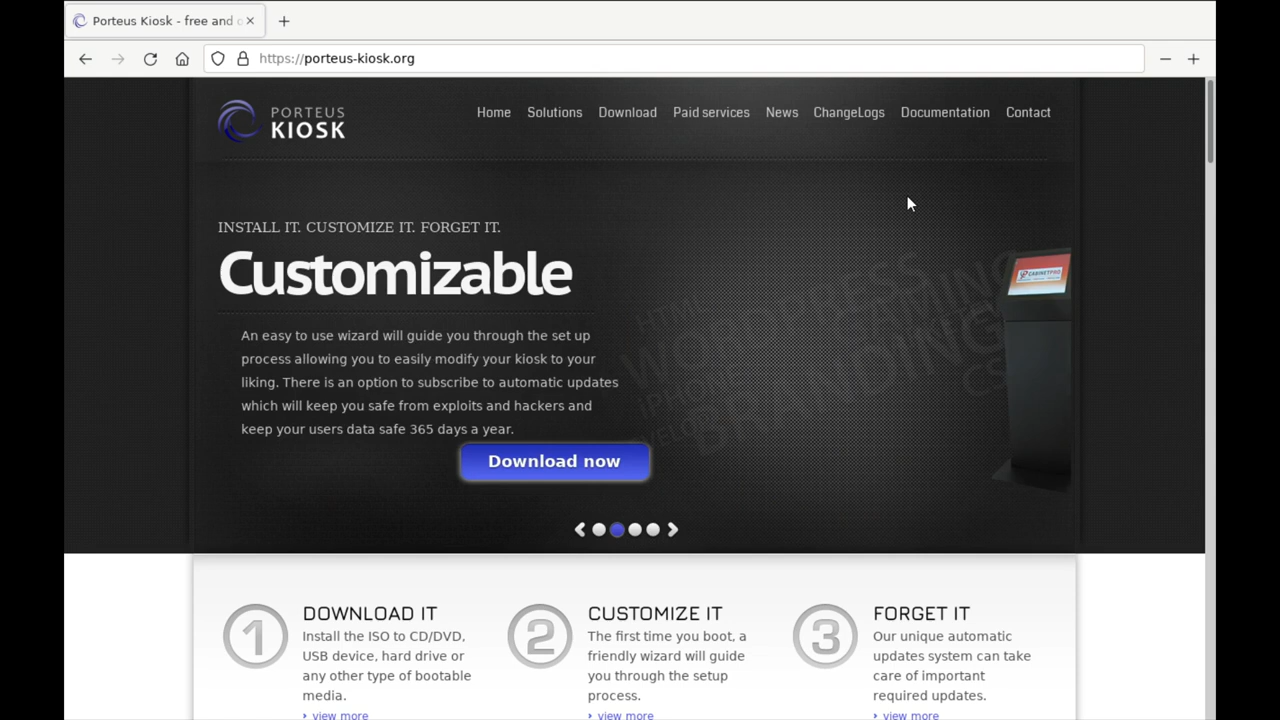 Porteus Kiosk - free and
https://porteus-kiosk.org
PORTEUS
KIOSK
Home Solutions Download Paid services News ChangeLogs Documentation Contact
INSTALL IT. CUSTOMIZE IT. FORGET IT.
Customizable
An easy to use wizard will guide you through the set up
process allowing you to easily modify your kiosk to your
liking. There is an option to subscribe to automatic updates
which will keep you safe from exploits and hackers and
keep your users data safe 365 days a year.
Download now
HTML
WORDPRESS
iPHONE
BRANDING
CABINETPRO
1
DOWNLOAD IT
Install the ISO to CD/DVD,
USB device, hard drive or
any other type of bootable
media.
view more
2
CUSTOMIZE IT
The first time you boot, a
friendly wizard will guide
you through the setup
process.
view more
3
FORGET IT
Our unique automatic
updates system can take
care of important
required updates.
view more